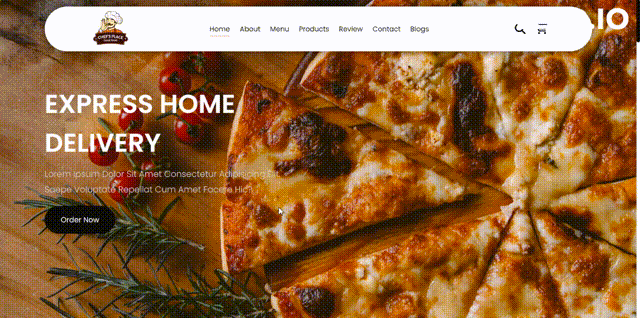 .IO
CHEF'S PLACE
Home About Menu Products Review Contact Blogs
EXPRESS HOME
DELIVERY
Lorem Ipsum Dolor Sit Amet Consectetur Adipisicing Elit.
Saepe Voluptate Repellat Cum Amet Facere Hic?
Order Now